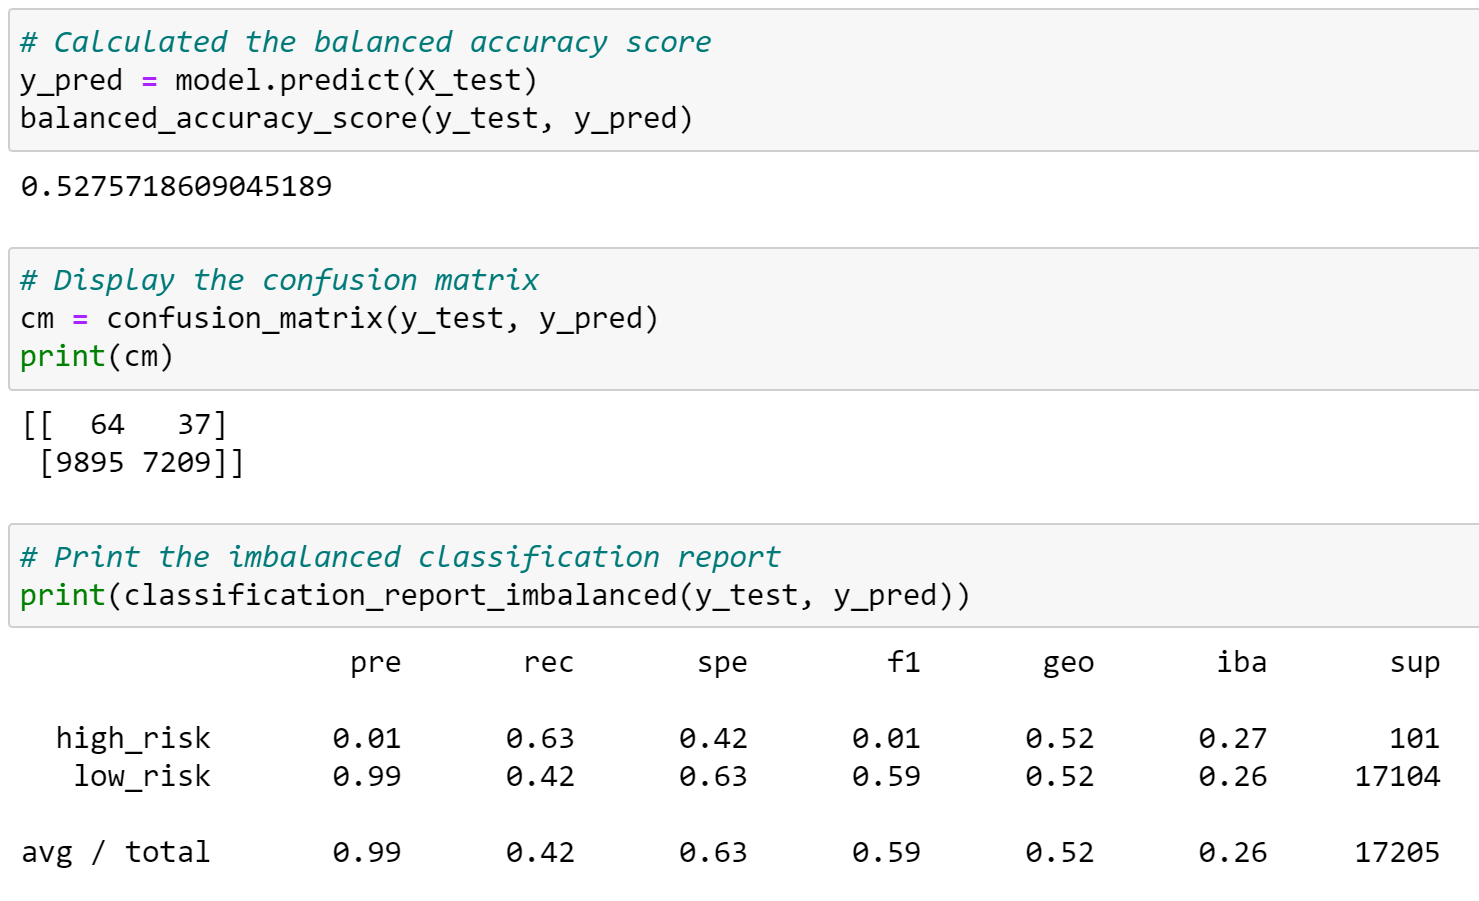 # Calculated the balanced accuracy score
y_pred = model.predict(X_test)
balanced_accuracy_score(y_test, y_pred)
0.5275718609045189
# Display the confusion matrix
cm = confusion_matrix(y_test, y_pred)
print(cm)
[[  64   37]
 [9895 7209]]
# Print the imbalanced classification report
print(classification_report_imbalanced(y_test, y_pred))
pre rec spe f1 geo iba sup
high_risk 0.01 0.63 0.42 0.01 0.52 0.27 101
low_risk 0.99 0.42 0.63 0.59 0.52 0.26 17104
avg / total 0.99 0.42 0.63 0.59 0.52 0.26 17205